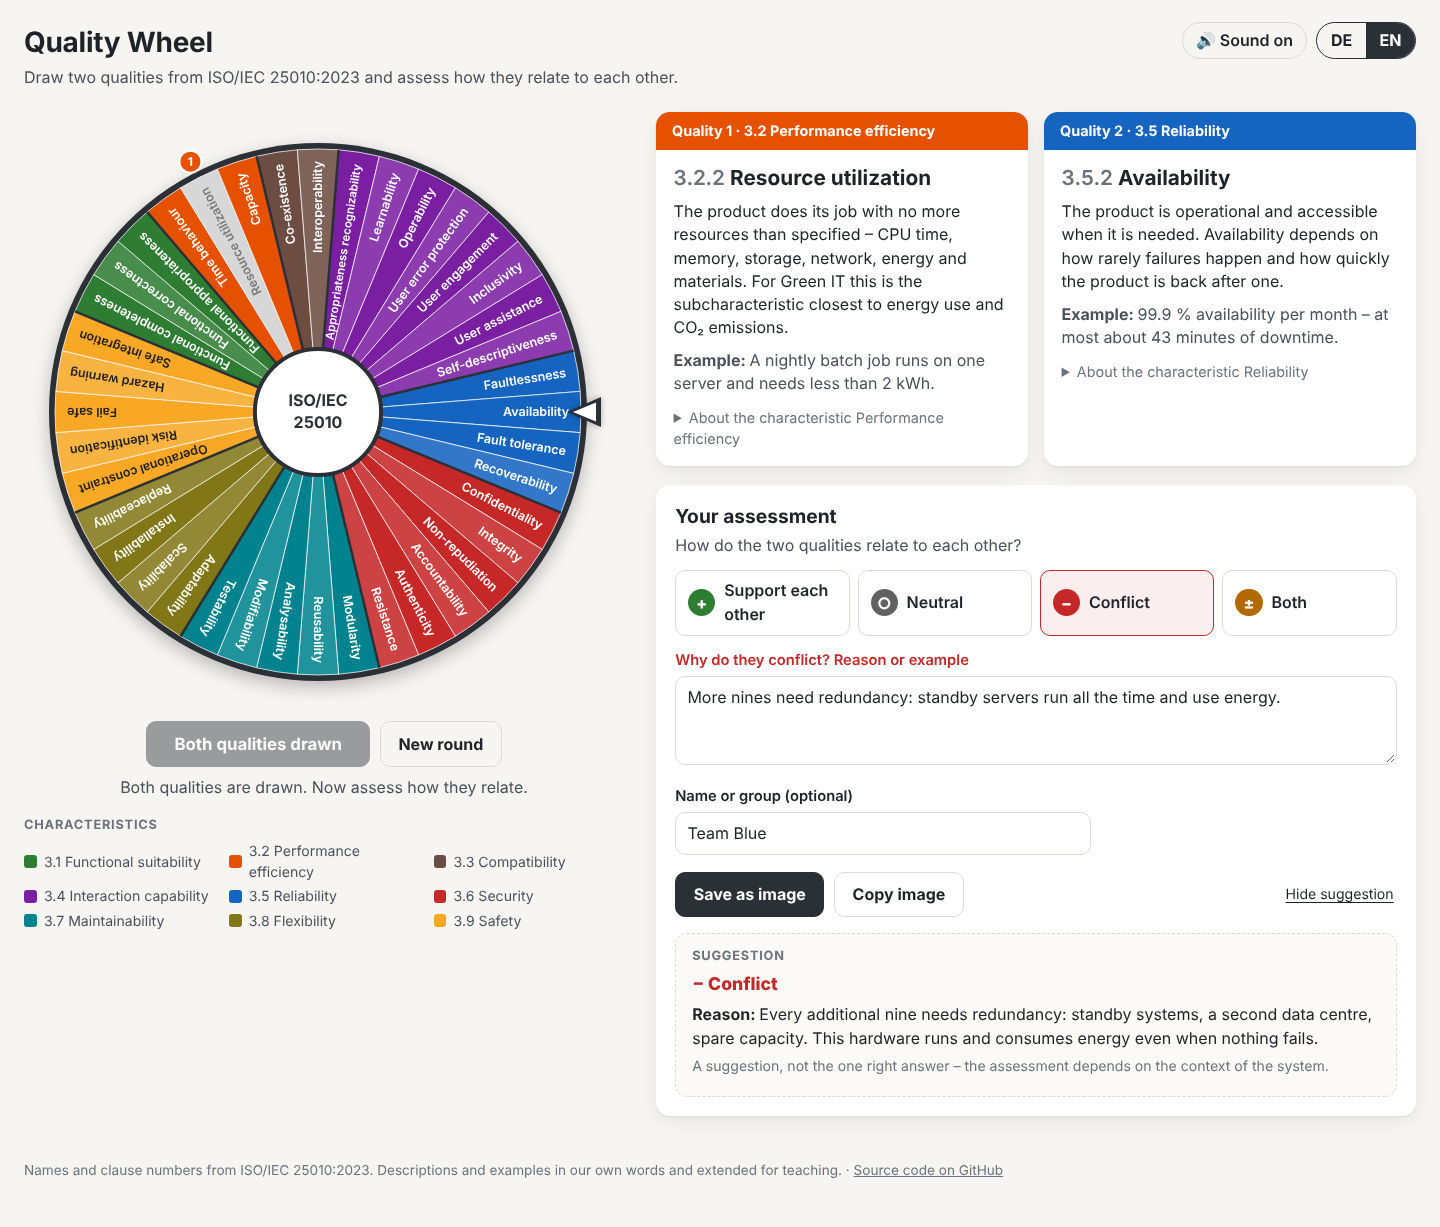 Quality Wheel
Draw two qualities from ISO/IEC 25010:2023 and assess how they relate to each other.
🔊 Sound on
DE
EN
1
Capacity
Co-existence
Interoperability
Appropriateness recognizability
Learnability
Operability
User error protection
User engagement
Inclusivity
User assistance
Self-descriptiveness
Faultlessness
Availability
Fault tolerance
Recoverability
Confidentiality
Integrity
Non-repudiation
Accountability
Authenticity
Resistance
Modularity
Reusability
Analysability
Modifiability
Testability
Adaptability
Scalability
Installability
Replaceability
Operational constraint
Risk identification
Fail safe
Hazard warning
Safe integration
Functional completeness
Functional correctness
Functional appropriateness
Time behaviour
Resource utilization
ISO/IEC
25010
Both qualities drawn
New round
Both qualities are drawn. Now assess how they relate.
CHARACTERISTICS
3.1 Functional suitability
3.2 Performance
efficiency
3.3 Compatibility
3.4 Interaction capability
3.5 Reliability
3.6 Security
3.7 Maintainability
3.8 Flexibility
3.9 Safety
Quality 1 · 3.2 Performance efficiency
3.2.2 Resource utilization
The product does its job with no more
resources than specified – CPU time,
memory, storage, network, energy and
materials. For Green IT this is the
subcharacteristic closest to energy use and
CO₂ emissions.
Example: A nightly batch job runs on one
server and needs less than 2 kWh.
▶ About the characteristic Performance
efficiency
Quality 2 · 3.5 Reliability
3.5.2 Availability
The product is operational and accessible
when it is needed. Availability depends on
how rarely failures happen and how quickly
the product is back after one.
Example: 99.9 % availability per month – at
most about 43 minutes of downtime.
▶ About the characteristic Reliability
Your assessment
How do the two qualities relate to each other?
+ Support each
other
O Neutral
– Conflict
± Both
Why do they conflict? Reason or example
More nines need redundancy: standby servers run all the time and use energy.
Name or group (optional)
Team Blue
Save as image
Copy image
Hide suggestion
SUGGESTION
– Conflict
Reason: Every additional nine needs redundancy: standby systems, a second data centre,
spare capacity. This hardware runs and consumes energy even when nothing fails.
A suggestion, not the one right answer – the assessment depends on the context of the system.
Names and clause numbers from ISO/IEC 25010:2023. Descriptions and examples in our own words and extended for teaching. · Source code on GitHub